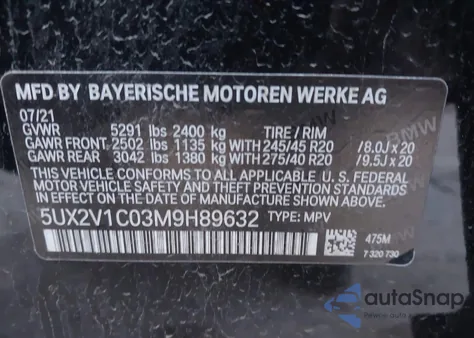 MFD BY BAYERISCHE MOTOREN WERKE AG
07/21
GVWR 5291 lbs 2400 kg TIRE / RIM
GAWR FRONT 2502 lbs 1135 kg WITH 245/45 R20 /8.0J x 20
GAWR REAR 3042 lbs 1380 kg WITH 275/40 R20 /9.5J x 20
THIS VEHICLE CONFORMS TO ALL APPLICABLE U. S. FEDERAL
SAFETY AND THEFT PREVENTION STANDARDS IN EFFECT ON THE
DATE OF MANUFACTURE SHOWN ABOVE.
5UX2V1C03M9H89632 TYPE: MPV
475M
7 320 730
autoSnap